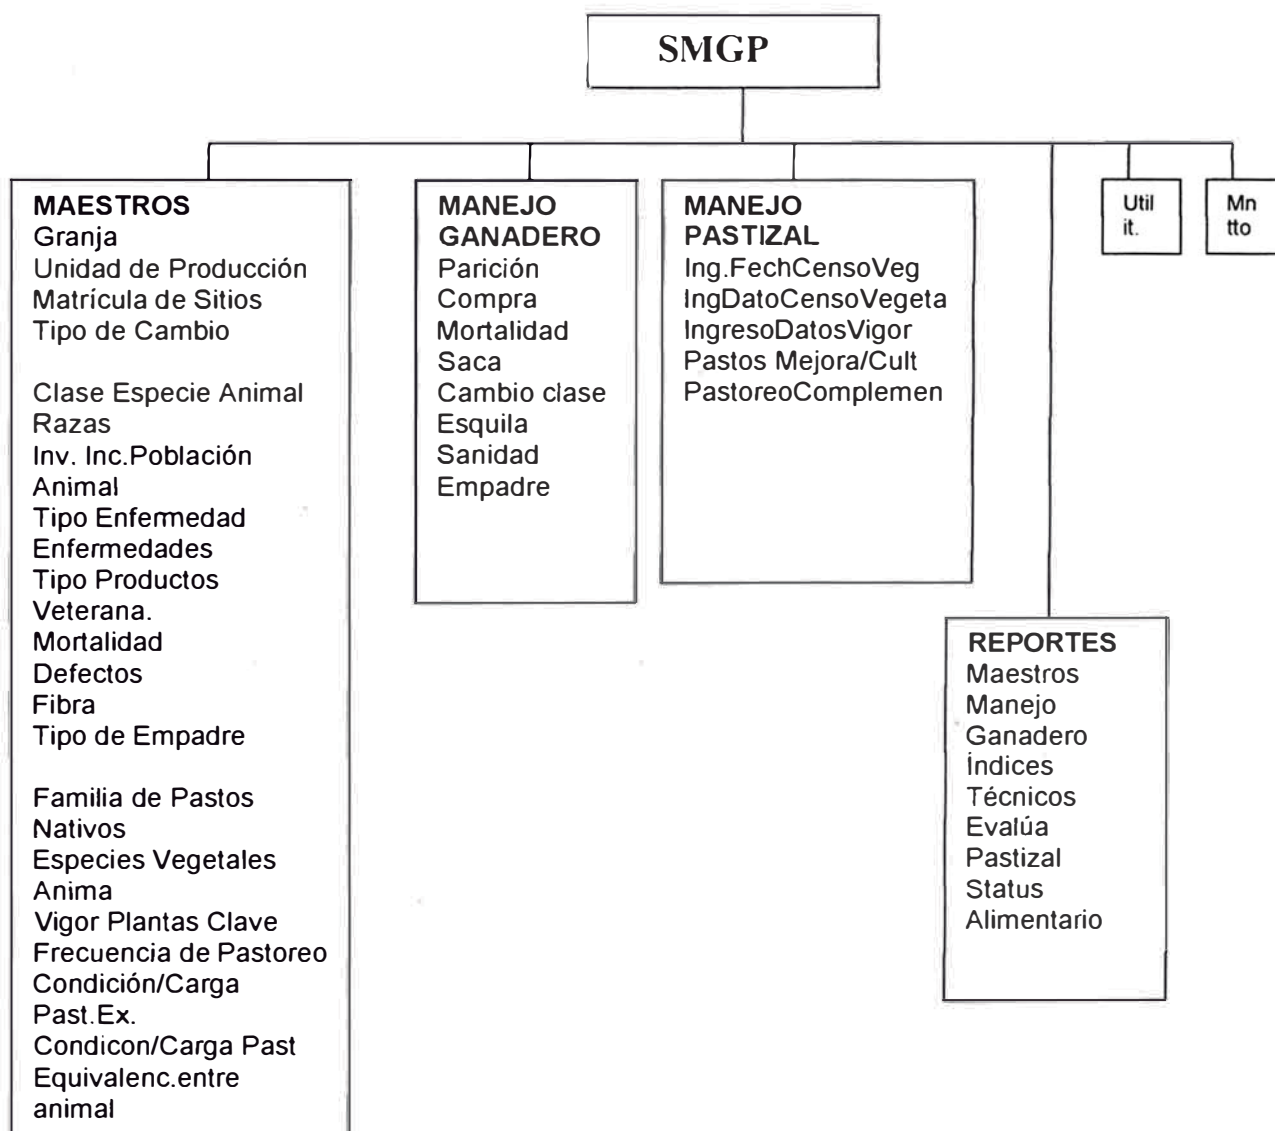 SMGP
MAESTROS
Granja
Unidad de Producción
Matrícula de Sitios
Tipo de Cambio
Clase Especie Animal
Razas
Inv. Inc.Población
Animal
Tipo Enfermedad
Enfermedades
Tipo Productos
Veterana.
Mortalidad
Defectos
Fibra
Tipo de Empadre
Familia de Pastos
Nativos
Especies Vegetales
Anima
Vigor Plantas Clave
Frecuencia de Pastoreo
Condición/Carga
Past.Ex.
Condicon/Carga Past
Equivalenc.entre
animal
MANEJO
GANADERO
Parición
Compra
Mortalidad
Saca
Cambio clase
Esquila
Sanidad
Empadre
MANEJO
PASTIZAL
Ing.FechCensoVeg
IngDatoCensoVegeta
IngresoDatosVigor
Pastos Mejora/Cult
PastoreoComplemen
REPORTES
Maestros
Manejo
Ganadero
Índices
Técnicos
Evalúa
Pastizal
Status
Alimentario
Util
it.
Mn
tto